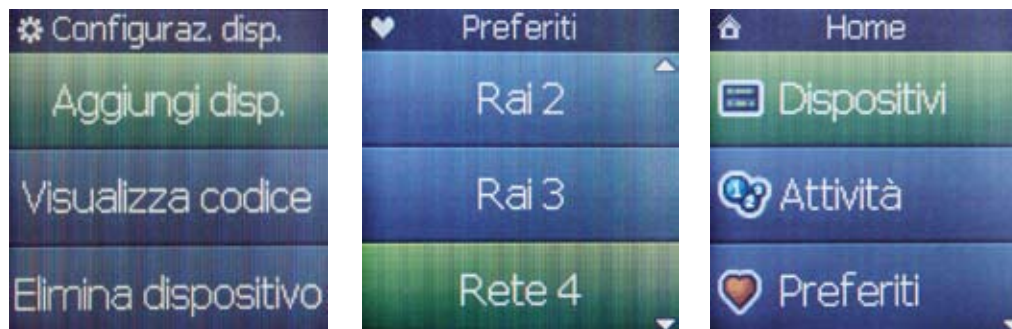 Configuraz. disp.
Aggiungi disp.
Visualizza codice
Elimina dispositivo
Preferiti
Rai 2
Rai 3
Rete 4
Home
Dispositivi
Attività
Preferiti